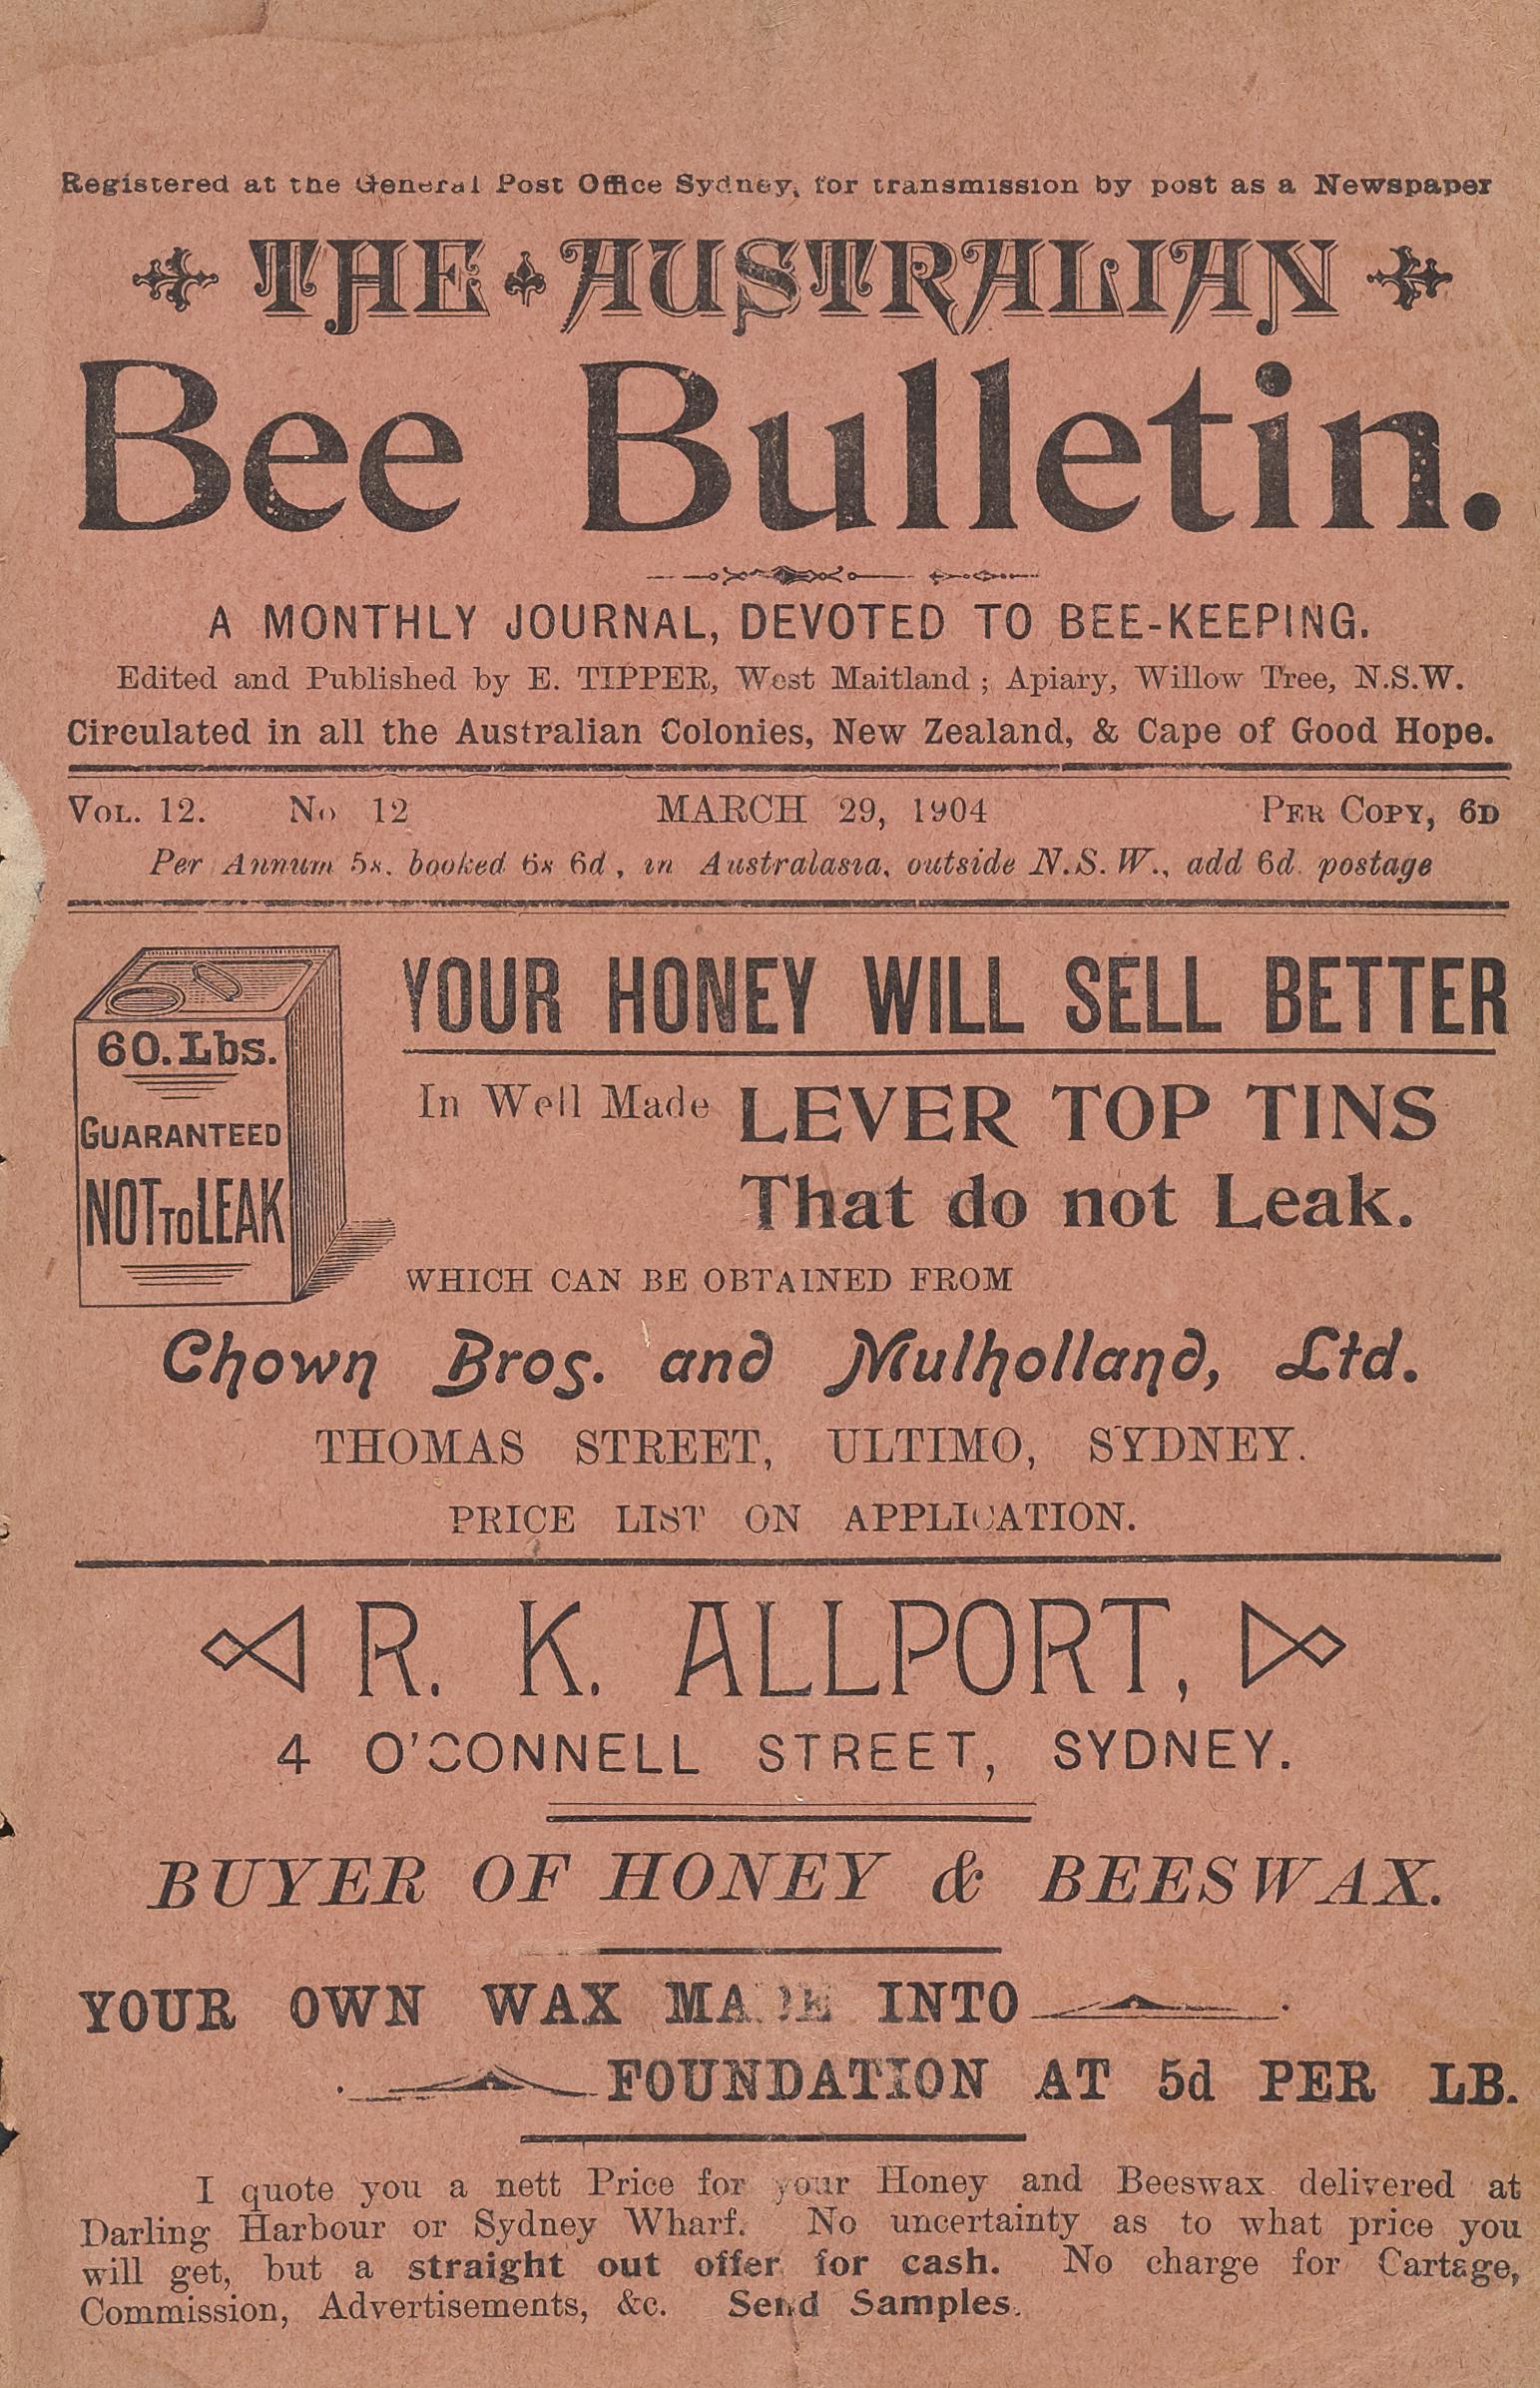 Registered at the General Post Office Sydney, for transmission by post as a Newspaper
THE AUSTRALIAN
Bee Bulletin.
A MONTHLY JOURNAL, DEVOTED TO BEE-KEEPING.
Edited and Published by E. TIPPER, West Maitland ; Apiary, Willow Tree, N.S.W.
Circulated in all the Australian Colonies, New Zealand, & Cape of Good Hope.
VOL. 12. No 12 MARCH 29, 1904 PER COPY, 6D
Per Annum 5s. booked 6s 6d, in Australasia, outside N.S.W., add 6d. postage
60.Lbs.
GUARANTEED
NOT TO LEAK
YOUR HONEY WILL SELL BETTER
In Well Made LEVER TOP TINS
That do not Leak.
WHICH CAN BE OBTAINED FROM
Chown Bros. and Mulholland, Ltd.
THOMAS STREET, ULTIMO, SYDNEY.
PRICE LIST ON APPLICATION.
R. K. ALLPORT,
4 O'CONNELL STREET, SYDNEY.
BUYER OF HONEY & BEESWAX.
YOUR OWN WAX MADE INTO
FOUNDATION AT 5d PER LB.
I quote you a nett Price for your Honey and Beeswax delivered at
Darling Harbour or Sydney Wharf. No uncertainty as to what price you
will get, but a straight out offer for cash. No charge for Cartage,
Commission, Advertisements, &c. Send Samples.